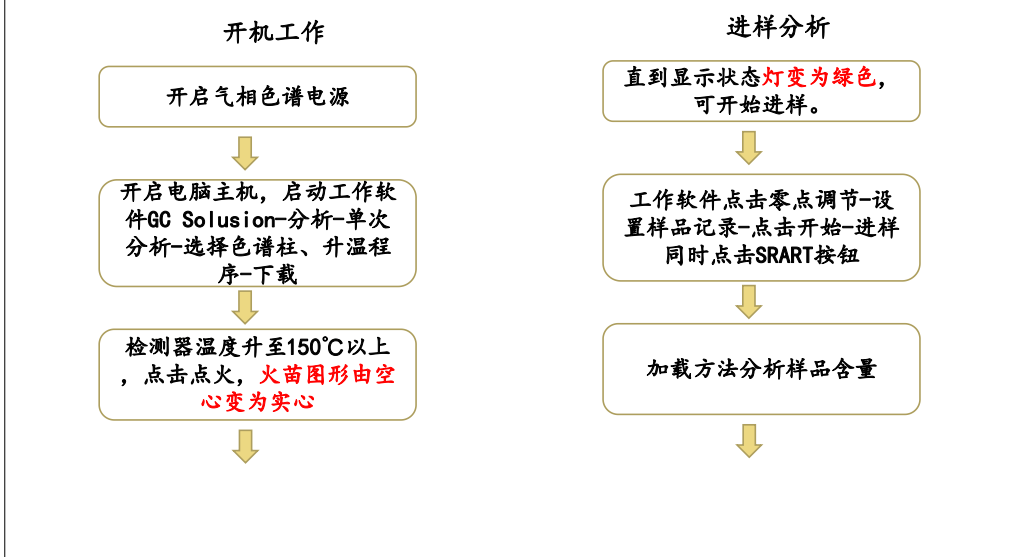 开机工作
开启气相色谱电源
开启电脑主机，启动工作软
件GC Solusion-分析-单次
分析-选择色谱柱、升温程
序-下载
检测器温度升至150℃以上
，点击点火，火苗图形由空
心变为实心
进样分析
直到显示状态灯变为绿色，
可开始进样。
工作软件点击零点调节-设
置样品记录-点击开始-进样
同时点击SRART按钮
加载方法分析样品含量